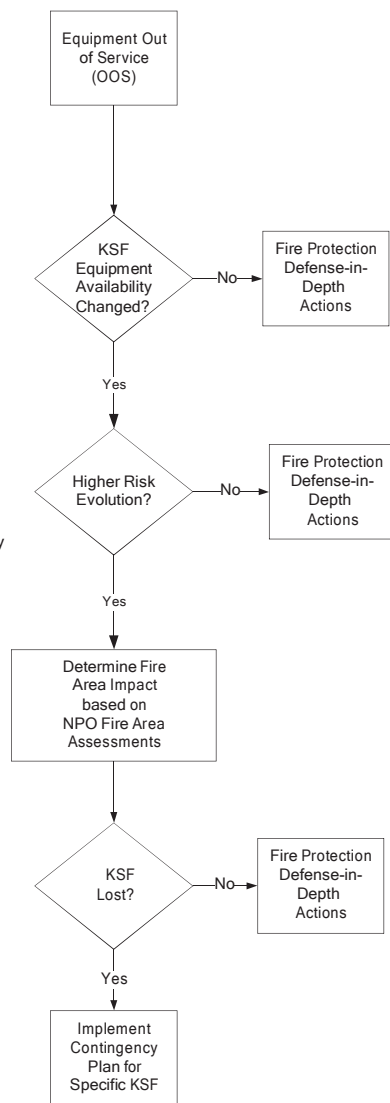 Equipment Out
of Service
(OOS)
KSF
Equipment
Availability
Changed?
No
Fire Protection
Defense-in-
Depth
Actions
Yes
Higher Risk
Evolution?
No
Fire Protection
Defense-in-
Depth
Actions
y
Yes
Determine Fire
Area Impact
based on
NPO Fire Area
Assessments
KSF
Lost?
No
Fire Protection
Defense-in-
Depth
Actions
Yes
Implement
Contingency
Plan for
Specific KSF